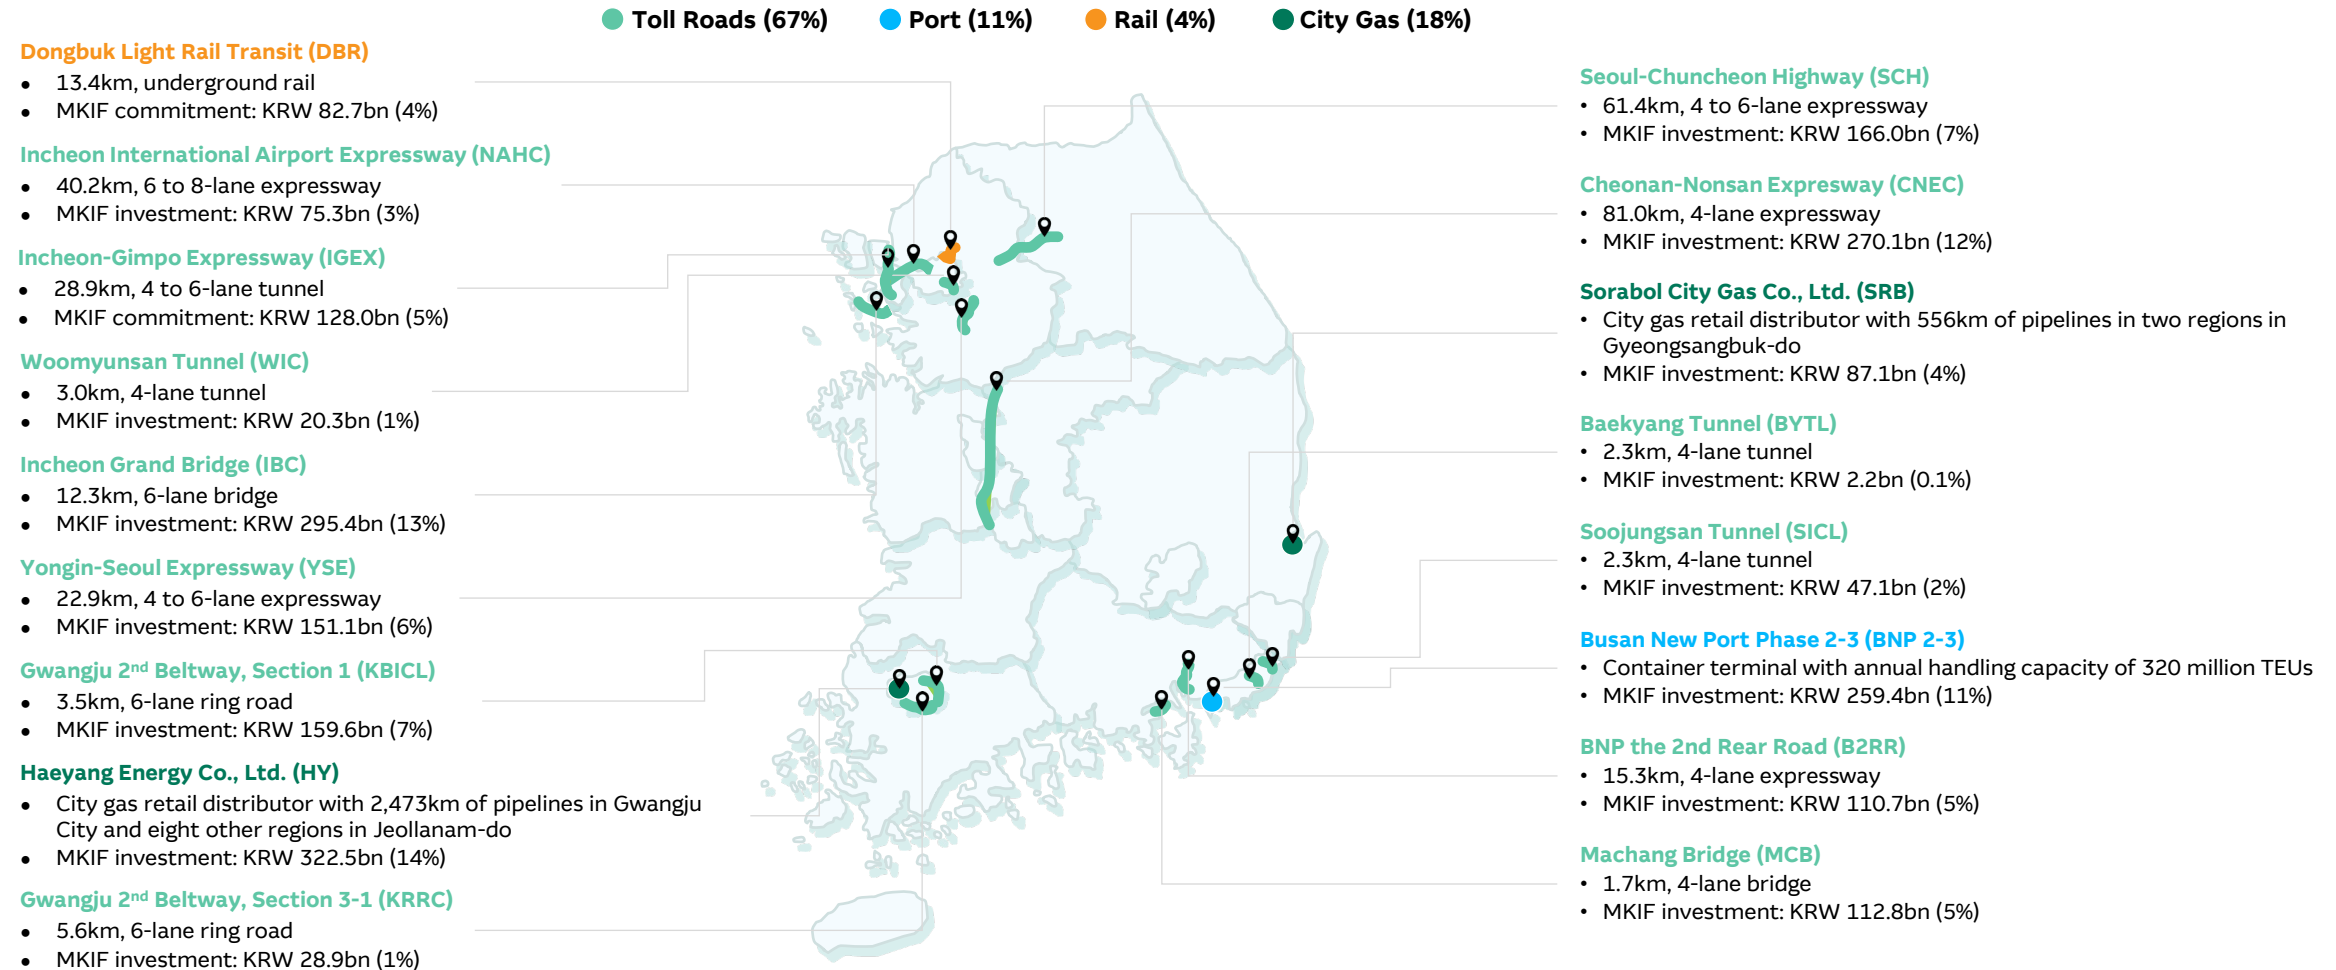 Toll Roads (67%) Port (11%) Rail (4%) City Gas (18%)
Dongbuk Light Rail Transit (DBR)
• 13.4km, underground rail
• MKIF commitment: KRW 82.7bn (4%)
Incheon International Airport Expressway (NAHC)
• 40.2km, 6 to 8-lane expressway
• MKIF investment: KRW 75.3bn (3%)
Incheon-Gimpo Expressway (IGEX)
• 28.9km, 4 to 6-lane tunnel
• MKIF commitment: KRW 128.0bn (5%)
Woomyunsan Tunnel (WIC)
• 3.0km, 4-lane tunnel
• MKIF investment: KRW 20.3bn (1%)
Incheon Grand Bridge (IBC)
• 12.3km, 6-lane bridge
• MKIF investment: KRW 295.4bn (13%)
Yongin-Seoul Expressway (YSE)
• 22.9km, 4 to 6-lane expressway
• MKIF investment: KRW 151.1bn (6%)
Gwangju 2nd Beltway, Section 1 (KBICL)
• 3.5km, 6-lane ring road
• MKIF investment: KRW 159.6bn (7%)
Haeyang Energy Co., Ltd. (HY)
• City gas retail distributor with 2,473km of pipelines in Gwangju
City and eight other regions in Jeollanam-do
• MKIF investment: KRW 322.5bn (14%)
Gwangju 2nd Beltway, Section 3-1 (KRRC)
• 5.6km, 6-lane ring road
• MKIF investment: KRW 28.9bn (1%)
Seoul-Chuncheon Highway (SCH)
• 61.4km, 4 to 6-lane expressway
• MKIF investment: KRW 166.0bn (7%)
Cheonan-Nonsan Expresway (CNEC)
• 81.0km, 4-lane expressway
• MKIF investment: KRW 270.1bn (12%)
Sorabol City Gas Co., Ltd. (SRB)
• City gas retail distributor with 556km of pipelines in two regions in
Gyeongsangbuk-do
• MKIF investment: KRW 87.1bn (4%)
Baekyang Tunnel (BYTL)
• 2.3km, 4-lane tunnel
• MKIF investment: KRW 2.2bn (0.1%)
Soojungsan Tunnel (SICL)
• 2.3km, 4-lane tunnel
• MKIF investment: KRW 47.1bn (2%)
Busan New Port Phase 2-3 (BNP 2-3)
• Container terminal with annual handling capacity of 320 million TEUs
• MKIF investment: KRW 259.4bn (11%)
BNP the 2nd Rear Road (B2RR)
• 15.3km, 4-lane expressway
• MKIF investment: KRW 110.7bn (5%)
Machang Bridge (MCB)
• 1.7km, 4-lane bridge
• MKIF investment: KRW 112.8bn (5%)